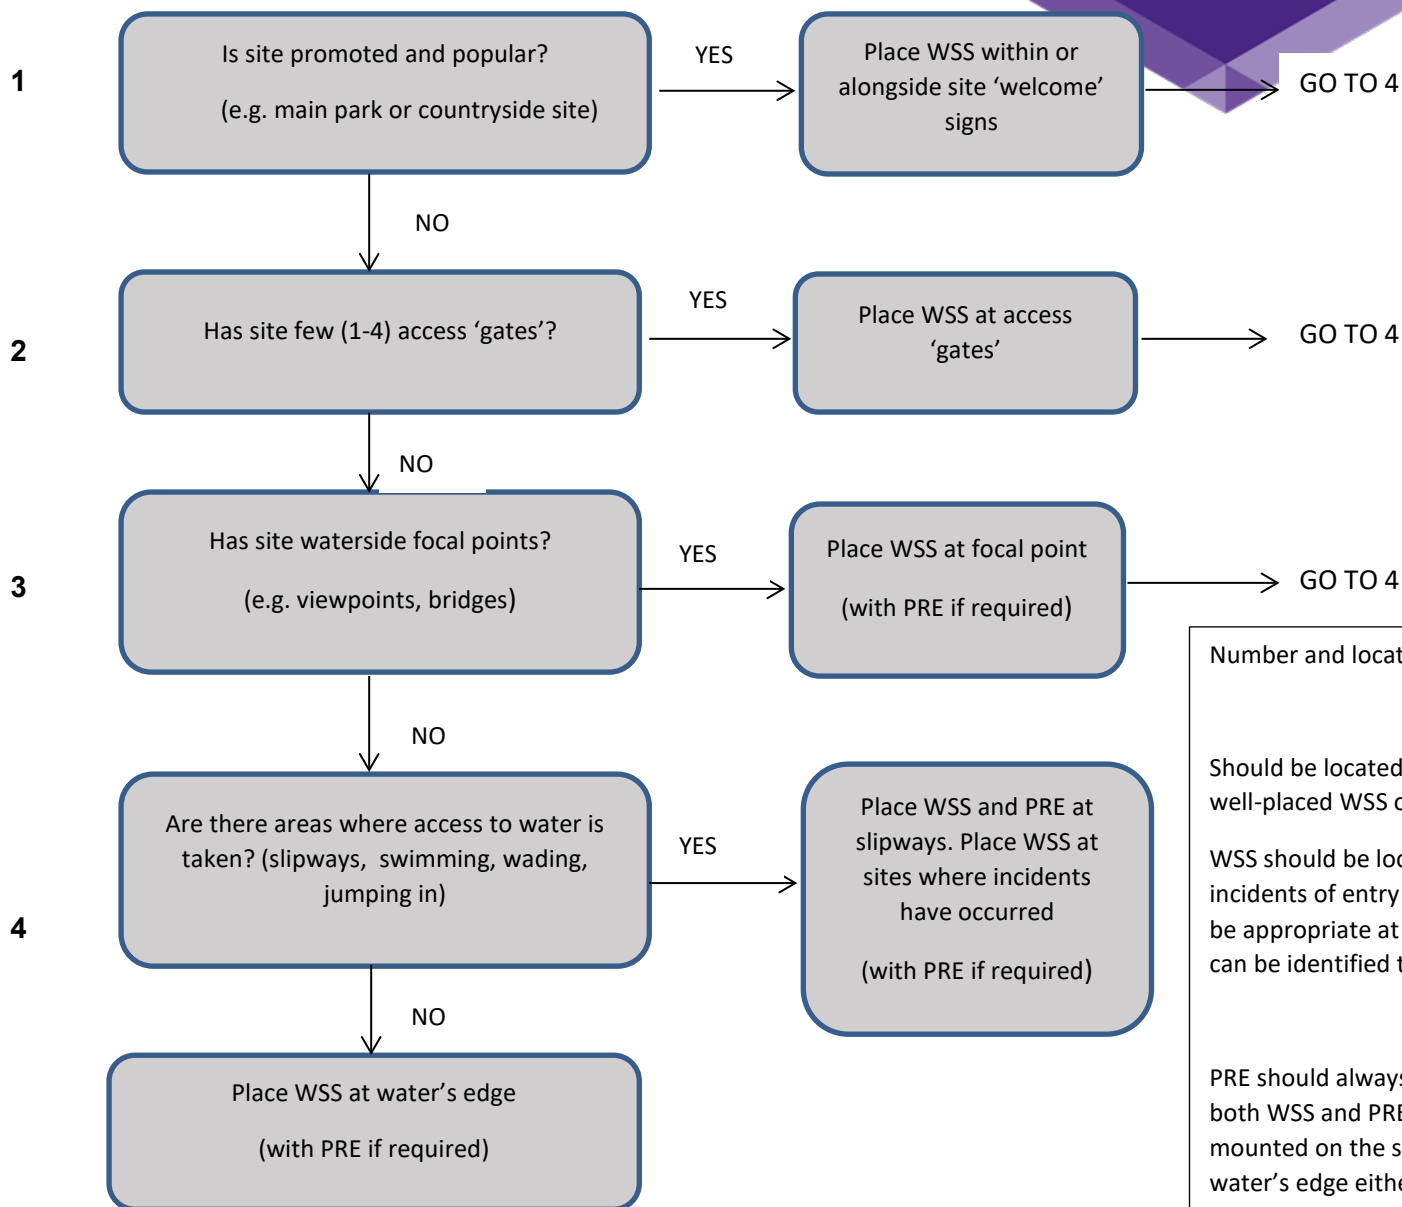 1
Is site promoted and popular?
(e.g. main park or countryside site)
YES
Place WSS within or
alongside site ‘welcome’
signs
GO TO 4
NO
2
Has site few (1-4) access ‘gates’?
YES
Place WSS at access
‘gates’
GO TO 4
NO
3
Has site waterside focal points?
(e.g. viewpoints, bridges)
YES
Place WSS at focal point
(with PRE if required)
GO TO 4
NO
4
Are there areas where access to water is
taken? (slipways, swimming, wading,
jumping in)
YES
Place WSS and PRE at
slipways. Place WSS at
sites where incidents
have occurred
(with PRE if required)
NO
Place WSS at water’s edge
(with PRE if required)
Number and locat
Should be located
well-placed WSS
WSS should be loc
incidents of entry
be appropriate at
can be identified t
PRE should always
both WSS and PRE
mounted on the s
water’s edge eithe